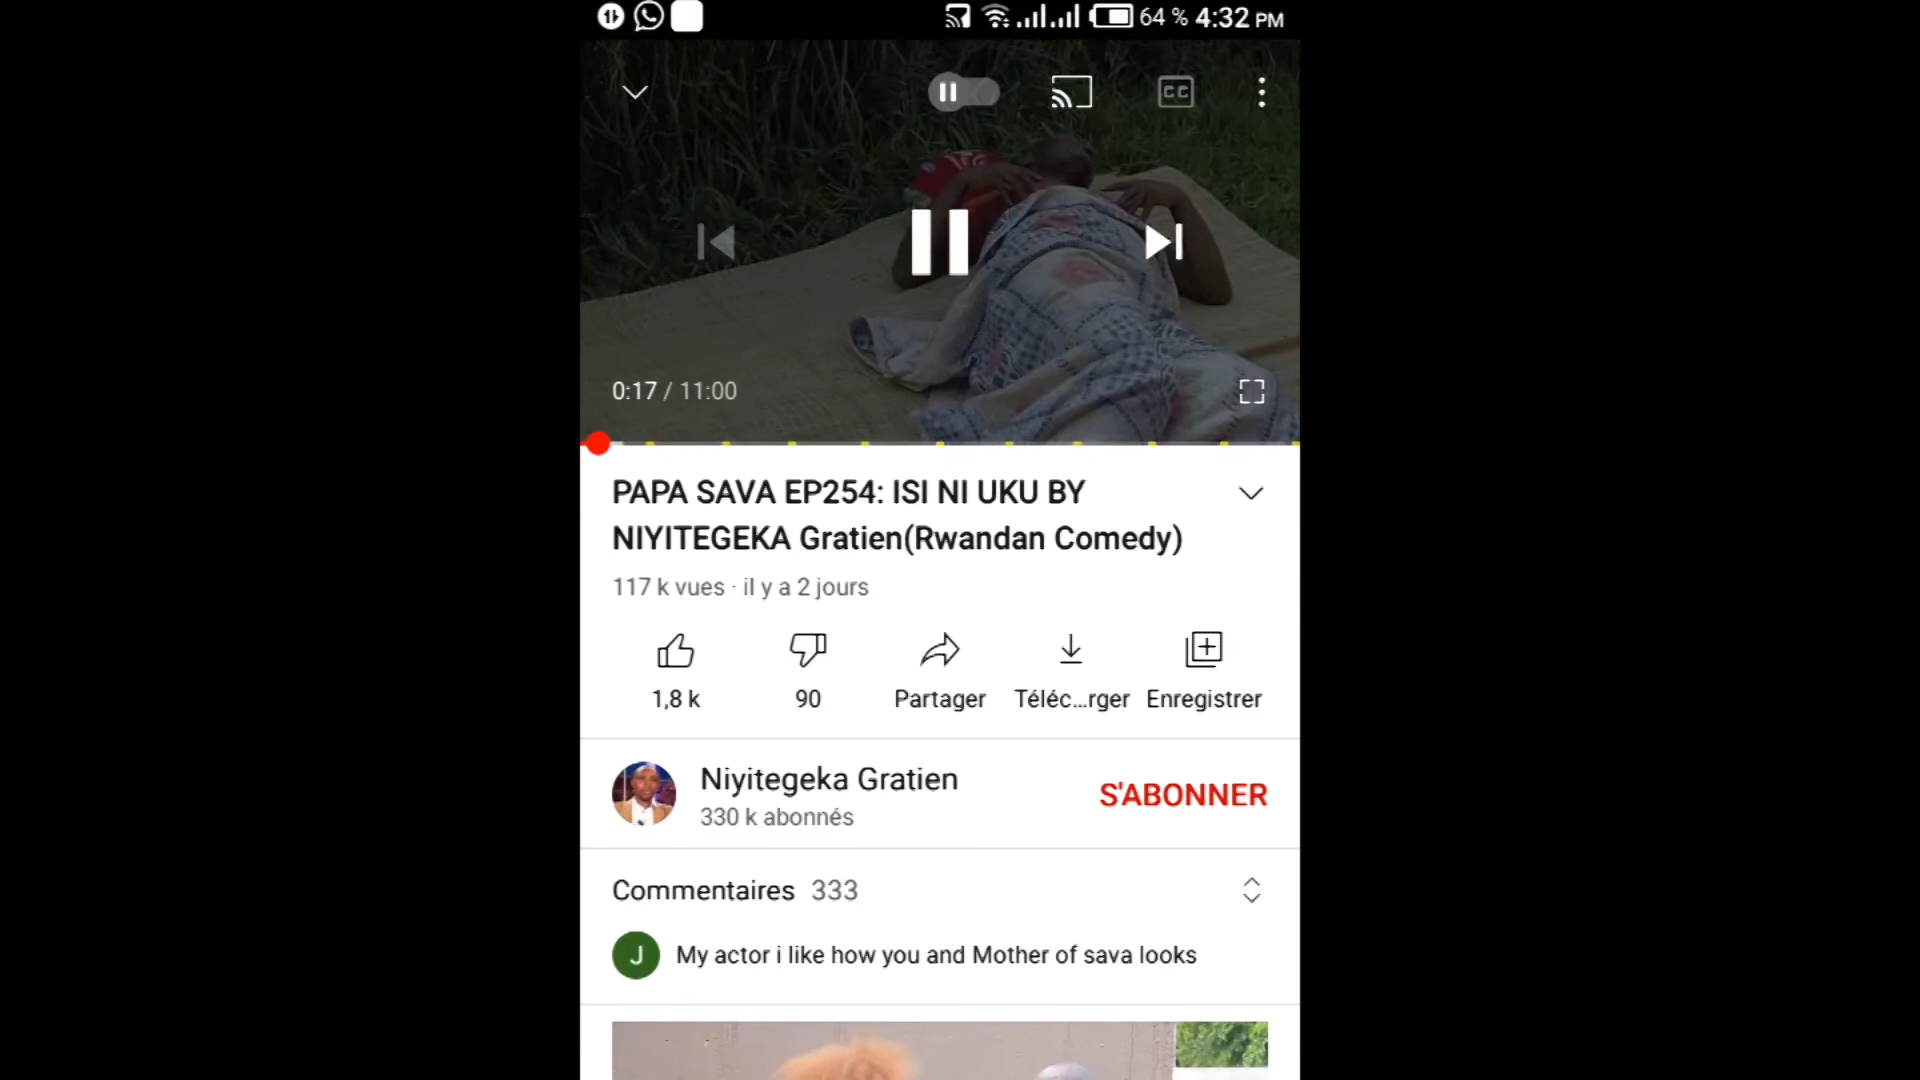 64 % 4:32 PM
CC
0:17 / 11:00
PAPA SAVA EP254: ISI NI UKU BY
NIYITEGEKA Gratien(Rwandan Comedy)
117 k vues · il y a 2 jours
1,8 k
90
Partager
Téléc...rger
Enregistrer
Niyitegeka Gratien
330 k abonnés
S'ABONNER
Commentaires 333
J
My actor i like how you and Mother of sava looks